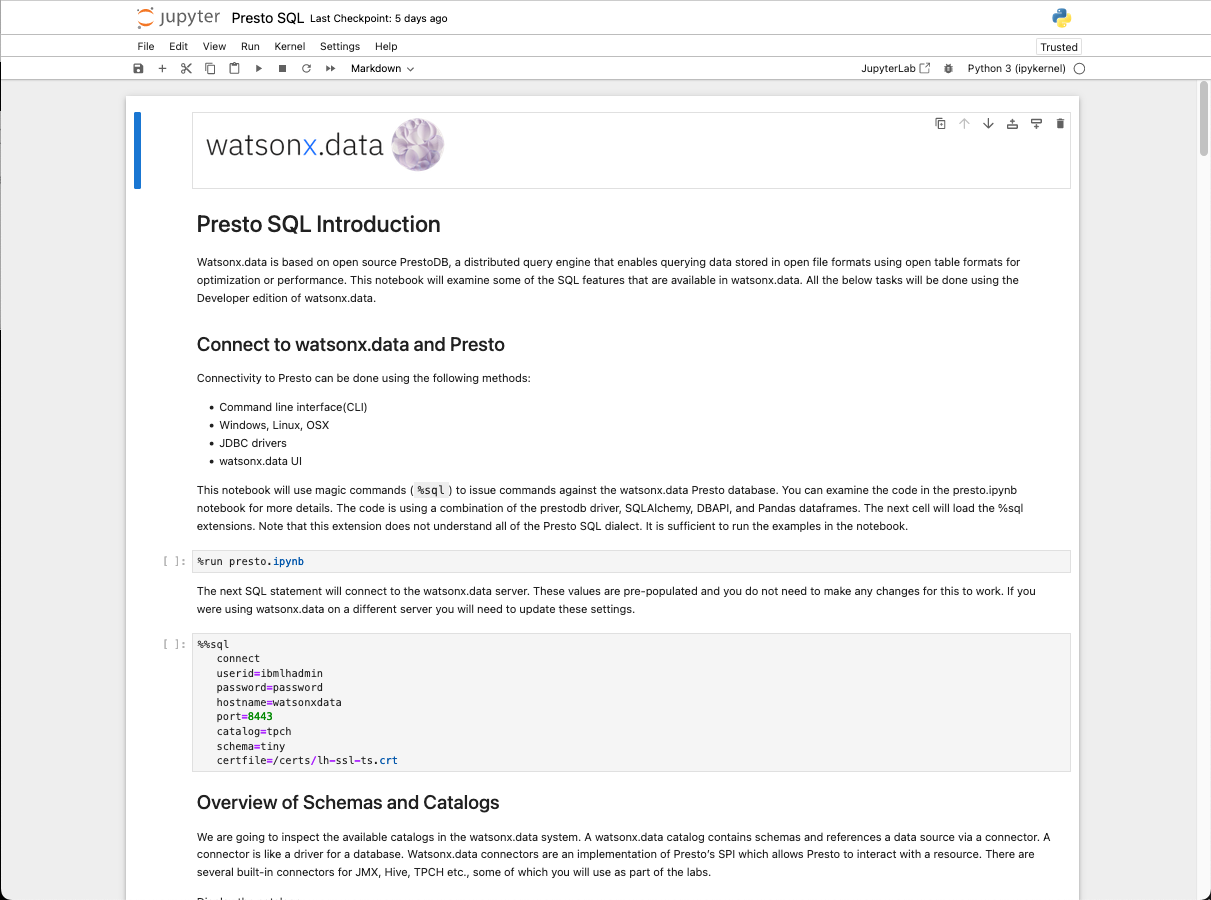 jupyter Presto SQL Last Checkpoint: 5 days ago
File Edit View Run Kernel Settings Help
Trusted
Markdown
JupyterLab
Python 3 (ipykernel)
watsonx.data
Presto SQL Introduction
Watsonx.data is based on open source PrestoDB, a distributed query engine that enables querying data stored in open file formats using open table formats for
optimization or performance. This notebook will examine some of the SQL features that are available in watsonx.data. All the below tasks will be done using the
Developer edition of watsonx.data.
Connect to watsonx.data and Presto
Connectivity to Presto can be done using the following methods:
• Command line interface(CLI)
• Windows, Linux, OSX
• JDBC drivers
• watsonx.data UI
This notebook will use magic commands ( %sql ) to issue commands against the watsonx.data Presto database. You can examine the code in the presto.ipynb
notebook for more details. The code is using a combination of the prestodb driver, SQLAlchemy, DBAPI, and Pandas dataframes. The next cell will load the %sql
extensions. Note that this extension does not understand all of the Presto SQL dialect. It is sufficient to run the examples in the notebook.
[ ]: %run presto.ipynb
The next SQL statement will connect to the watsonx.data server. These values are pre-populated and you do not need to make any changes for this to work. If you
were using watsonx.data on a different server you will need to update these settings.
[ ]: %%sql
connect
userid=ibmlhadmin
password=password
hostname=watsonxdata
port=8443
catalog=tpch
schema=tiny
certfile=/certs/lh-ssl-ts.crt
Overview of Schemas and Catalogs
We are going to inspect the available catalogs in the watsonx.data system. A watsonx.data catalog contains schemas and references a data source via a connector. A
connector is like a driver for a database. Watsonx.data connectors are an implementation of Presto's SPI which allows Presto to interact with a resource. There are
several built-in connectors for JMX, Hive, TPCH etc., some of which you will use as part of the labs.